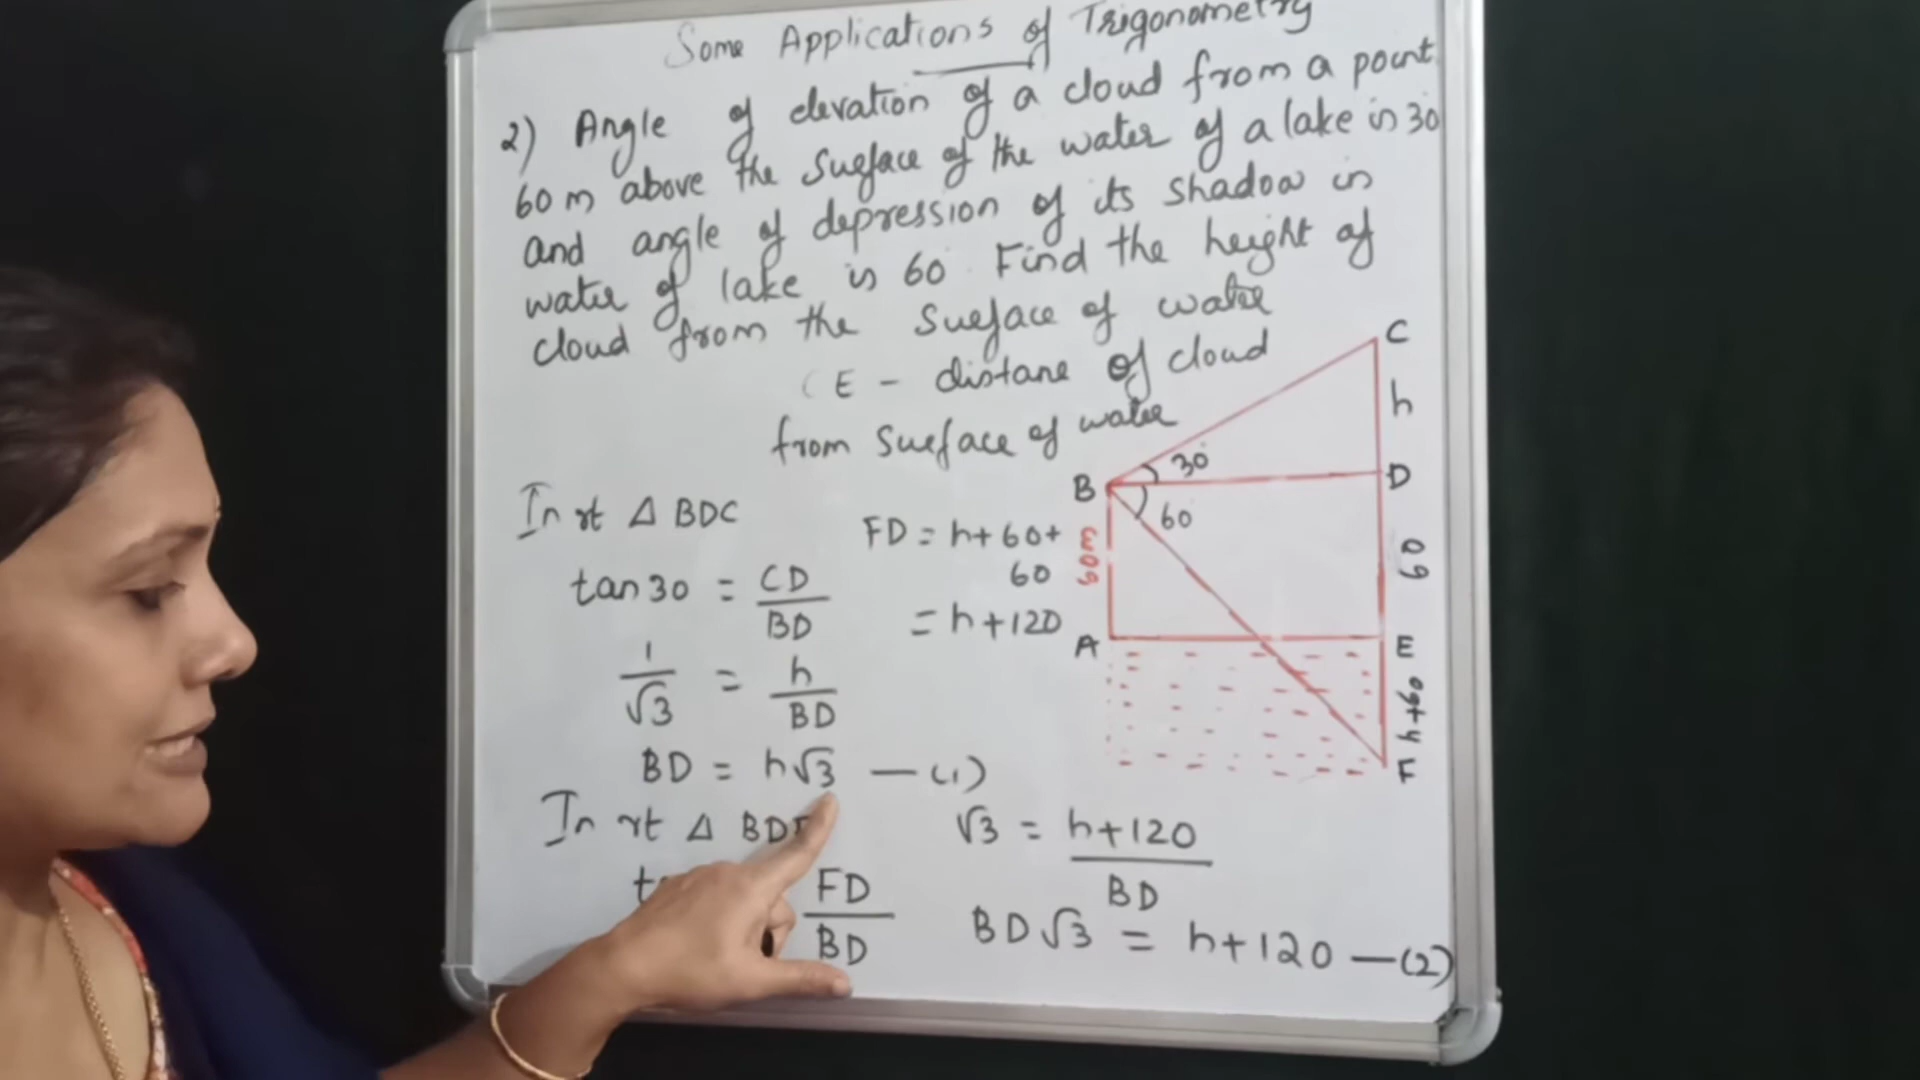 Some Applications of Trigonometry
2) Angle of elevation of a cloud from a point
60 m above the surface of the water of a lake is 30
and angle of depression of its shadow in
water of lake is 60. Find the height of
cloud from the surface of water
CE - distane of cloud
from surface of water
In rt △ BDC
tan 30 = CD/BD
1/√3 = h/BD
BD = h√3 — (1)
In rt △ BDF
FD/BD
FD = h+60+
60
= h+120
√3 = h+120/BD
BD√3 = h+120 — (2)
C
h
B
30°
D
60
60m
60
A
E
h+60
F